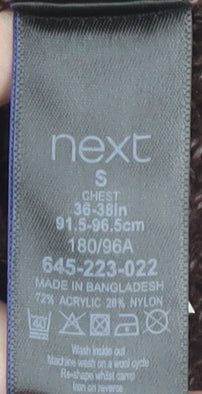 next
S
CHEST
36-38in
91.5-96.5cm
180/96A
645-223-022
MADE IN BANGLADESH
72% ACRYLIC 28% NYLON
40
Wash inside out
Machine wash on a wool cycle
Re-shape whilst damp
Iron on reverse